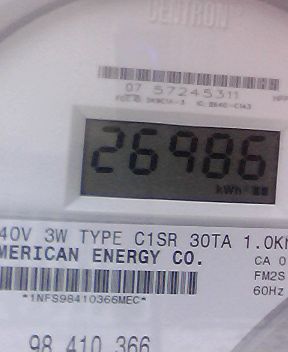 CENTRON
07 57245311
26986
kWh
40V 3W TYPE C1SR 30TA 1.0K
MERICAN ENERGY CO.
CA 0
FM2S
60Hz
*1NFS98410366MEC*
98 410 366